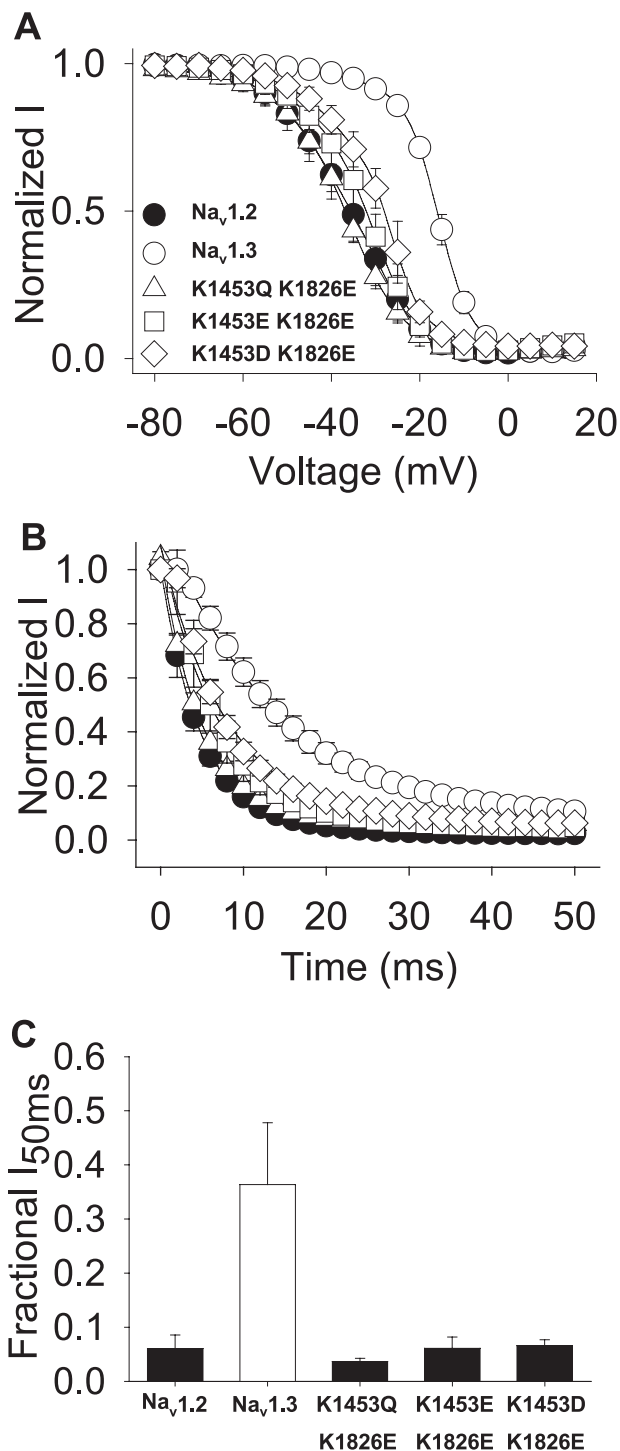 A
Normalized I
1.0
0.5
0.0
Nav1.2
Nav1.3
K1453Q K1826E
K1453E K1826E
K1453D K1826E
-80 -60 -40 -20 0 20
Voltage (mV)
B
Normalized I
1.0
0.8
0.6
0.4
0.2
0.0
0 10 20 30 40 50
Time (ms)
C
Fractional I50ms
0.6
0.5
0.4
0.3
0.2
0.1
0.0
Nav1.2 Nav1.3 K1453Q K1453E K1453D
K1826E K1826E K1826E